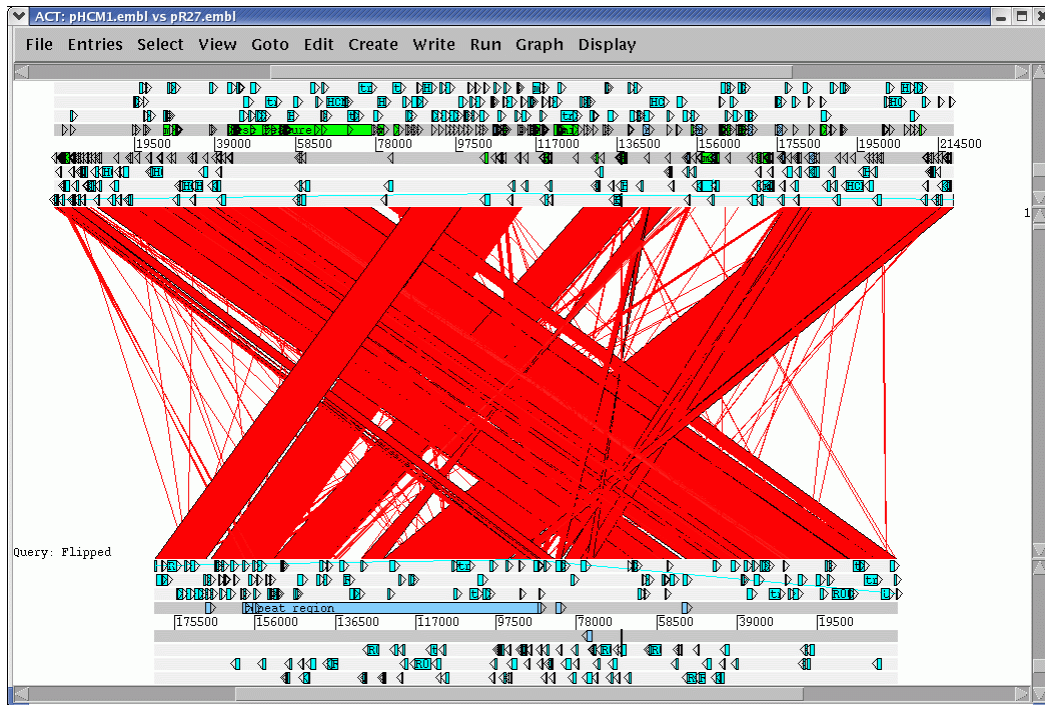 ACT: pHCM1.embl vs pR27.embl
File Entries Select View Goto Edit Create Write Run Graph Display
19500 39000 58500 78000 97500 117000 136500 156000 175500 195000 214500
1
Query: Flipped
peat region
175500 156000 136500 117000 97500 78000 58500 39000 19500